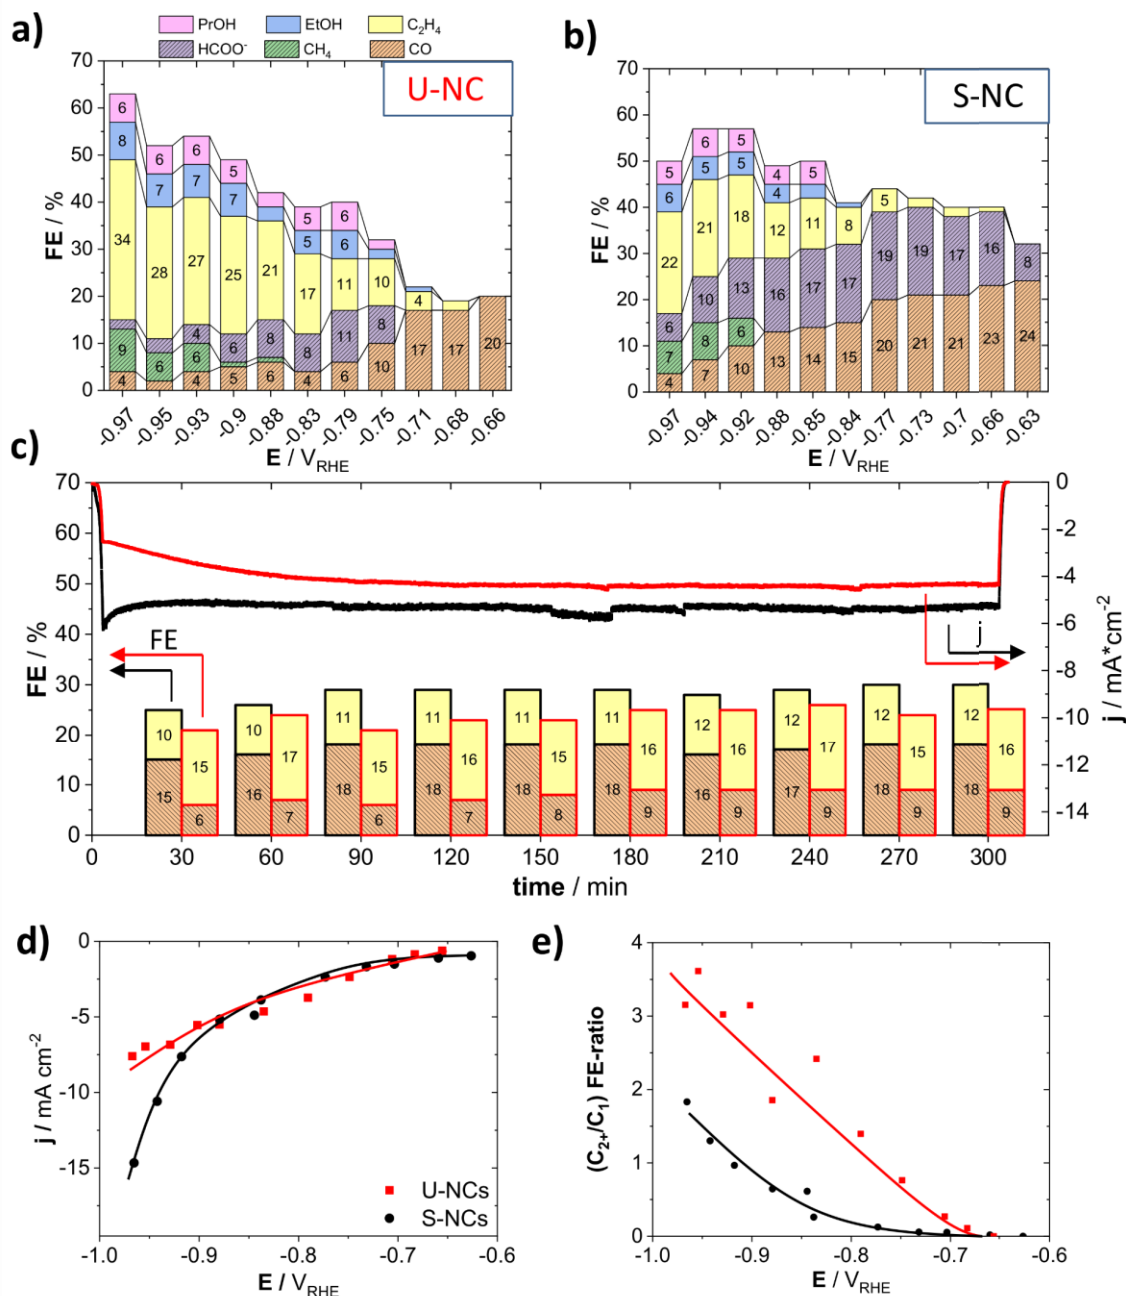 a)
PrOH EtOH C₂H₄
HCOO⁻ CH₄ CO
U-NC
FE / %
70
60
50
40
30
20
10
0
6 6 6 5 5 6
8 7 7 7 5 6
34 28 27 25 21 17 11 10 4
4 6 8 8 11 8
9 6 6
4 4 5 6 4 6 10 17 17 20
-0.97 -0.95 -0.93 -0.9 -0.88 -0.83 -0.79 -0.75 -0.71 -0.68 -0.66
E / V_RHE
b)
S-NC
FE / %
70
60
50
40
30
20
10
0
5 6 5 4 5
6 5 5 4
22 21 18 12 11 8 5
6 10 13 16 17 17 19 19 17 16 8
7 8 6
4 7 10 13 14 15 20 21 21 23 24
-0.97 -0.94 -0.92 -0.88 -0.85 -0.84 -0.77 -0.73 -0.7 -0.66 -0.63
E / V_RHE
c)
FE / %
70
60
50
40
30
20
10
0
FE
j
10 15 10 17 11 15 11 16 11 15 11 16 12 16 12 17 12 15 12 16
15 6 16 7 18 6 18 7 18 8 18 9 16 9 17 9 18 9 18 9
0 30 60 90 120 150 180 210 240 270 300
time / min
0
-2
-4
-6
-8
-10
-12
-14
j / mA*cm⁻²
d)
j / mA cm⁻²
0
-5
-10
-15
U-NCs
S-NCs
-1.0 -0.9 -0.8 -0.7 -0.6
E / V_RHE
e)
(C₂₊/C₁) FE-ratio
4
3
2
1
0
-1.0 -0.9 -0.8 -0.7 -0.6
E / V_RHE